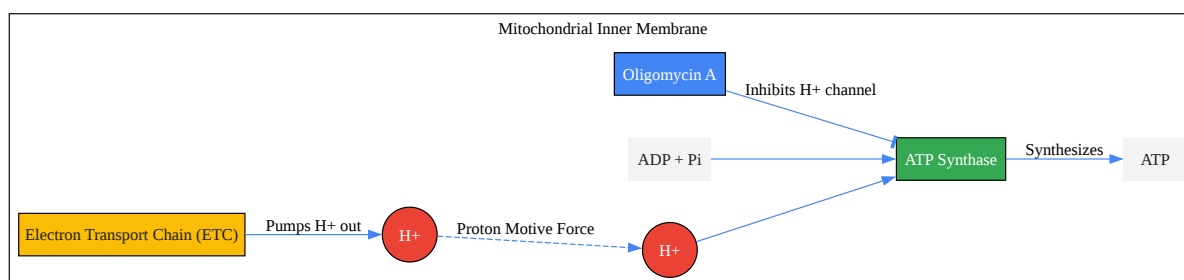 Mitochondrial Inner Membrane
Oligomycin A
Inhibits H+ channel
ADP + Pi
ATP Synthase
Synthesizes
ATP
Electron Transport Chain (ETC)
Pumps H+ out
H+
Proton Motive Force
H+